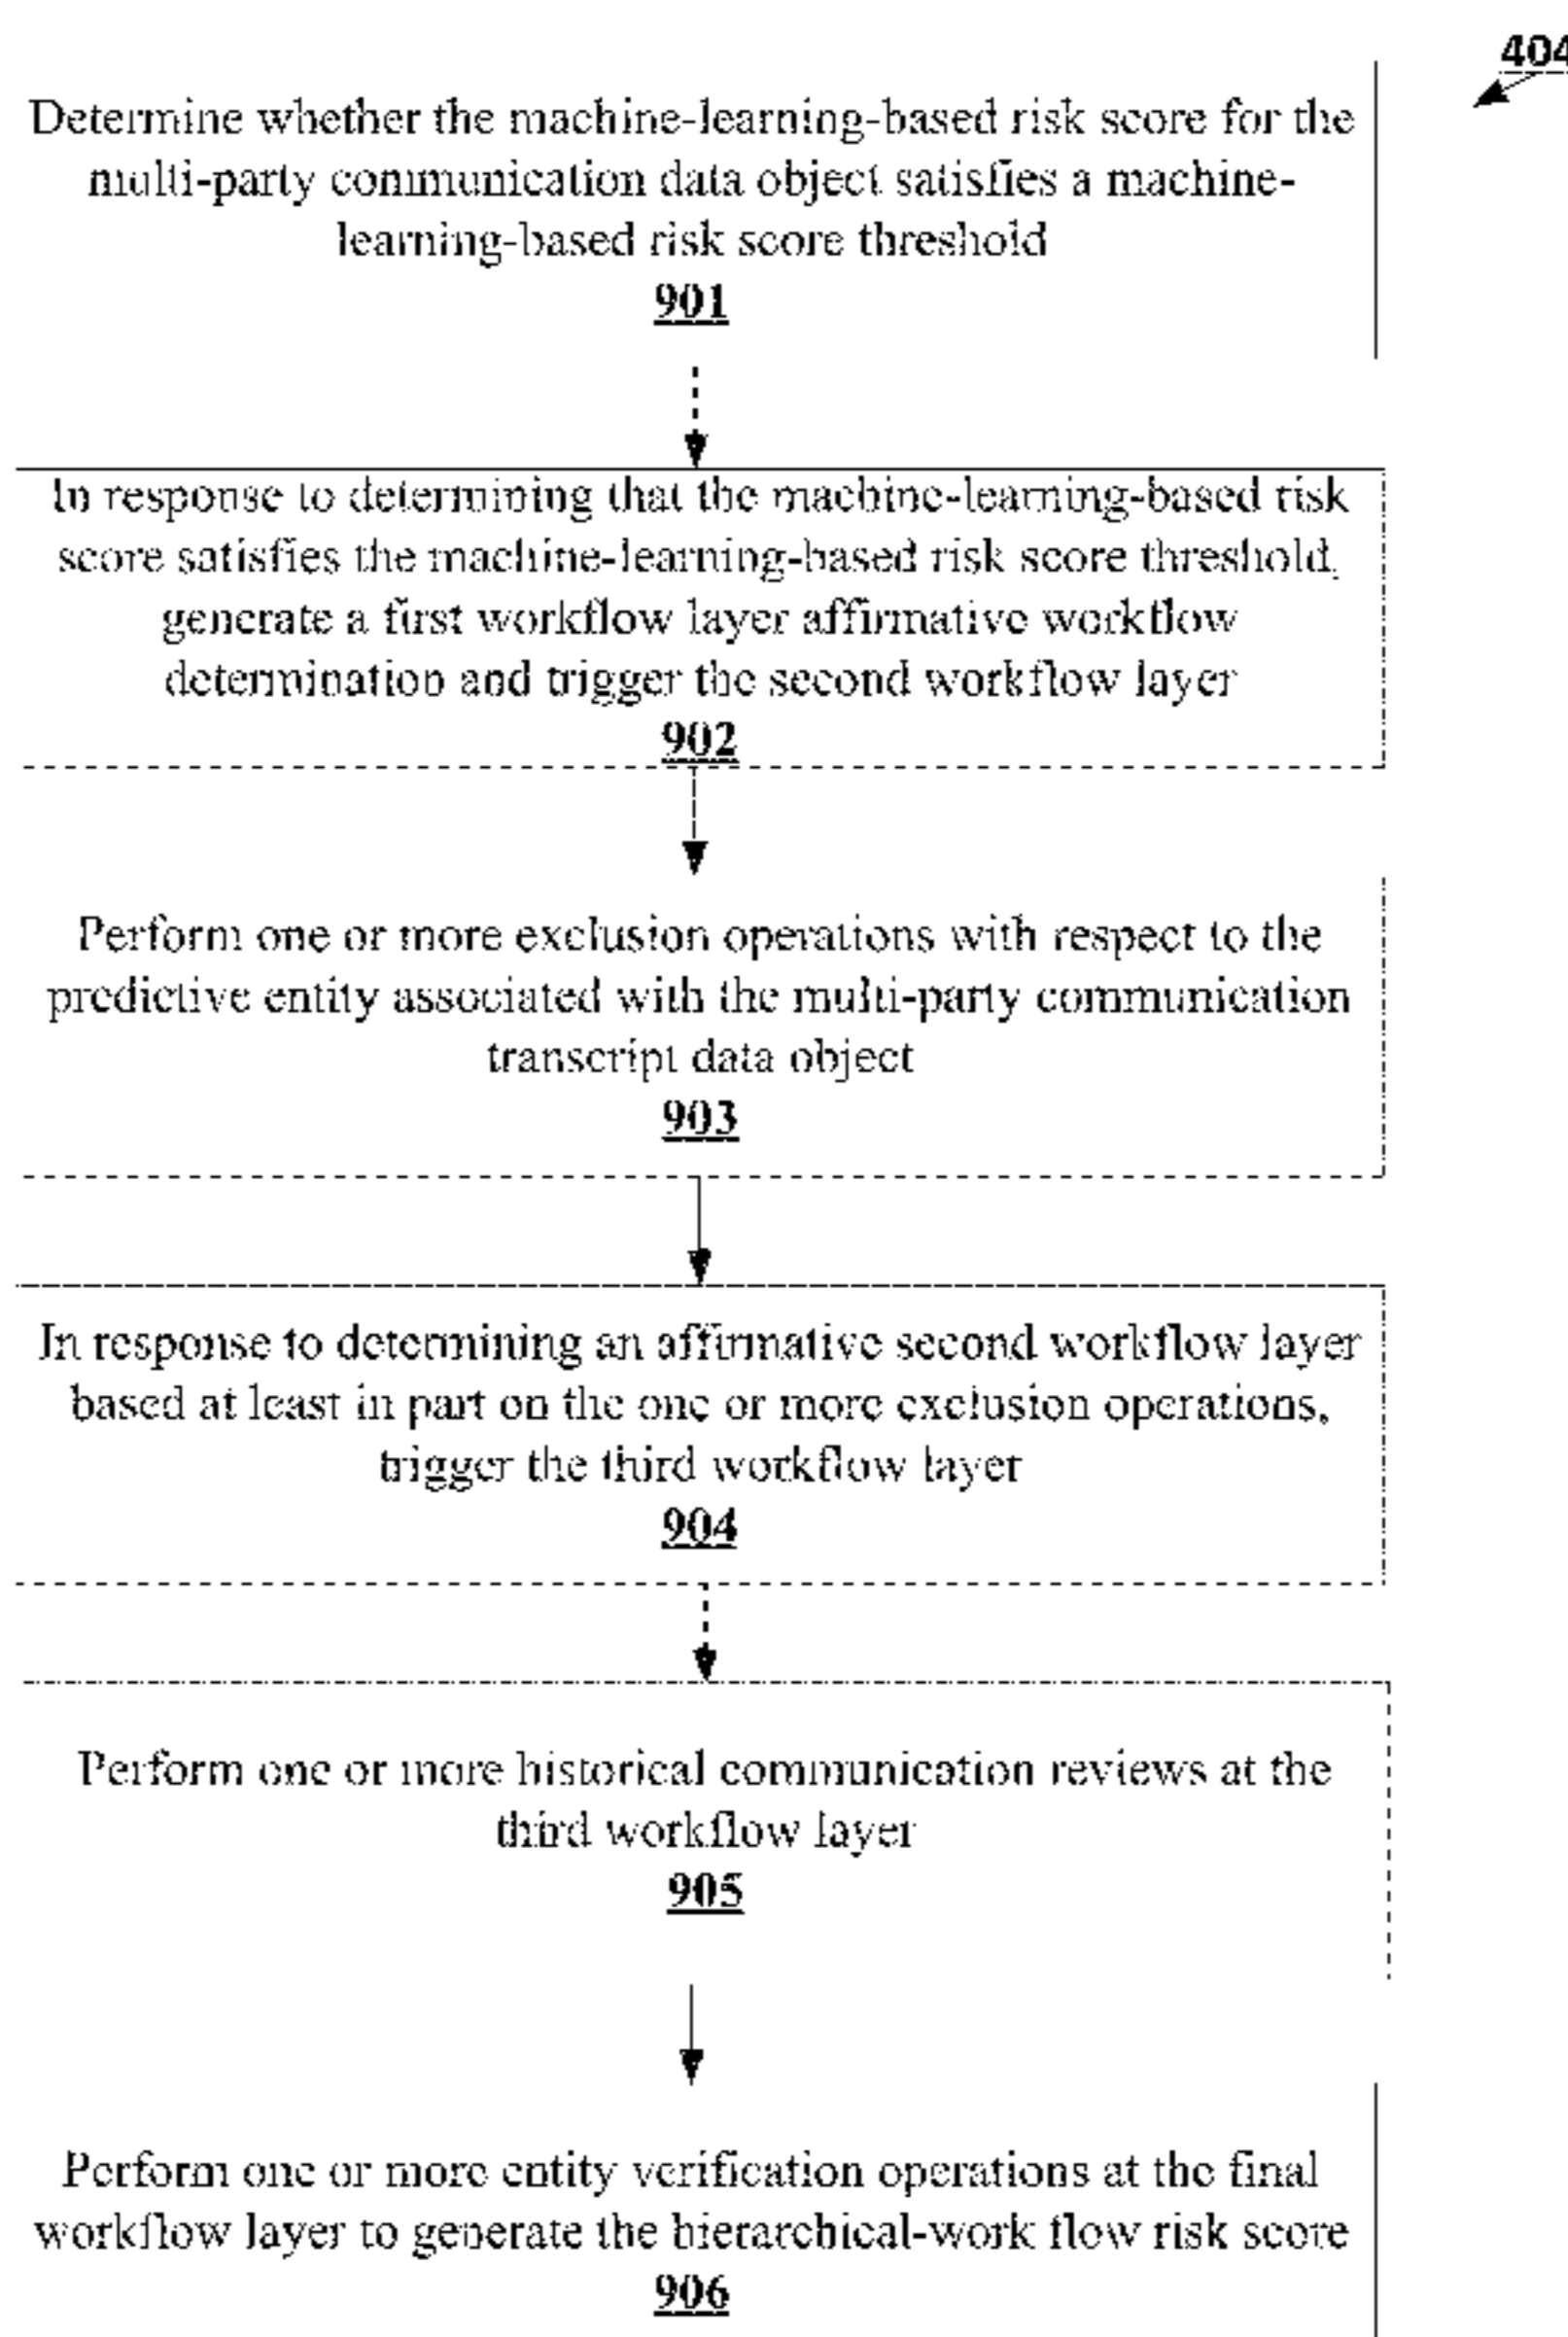 404
Determine whether the machine-learning-based risk score for the
multi-party communication data object satisfies a machine-
learning-based risk score threshold
901
In response to determining that the machine-learning-based risk
score satisfies the machine-learning-based risk score threshold,
generate a first workflow layer affirmative workflow
determination and trigger the second workflow layer
902
Perform one or more exclusion operations with respect to the
predictive entity associated with the multi-party communication
transcript data object
903
In response to determining an affirmative second workflow layer
based at least in part on the one or more exclusion operations,
trigger the third workflow layer
904
Perform one or more historical communication reviews at the
third workflow layer
905
Perform one or more entity verification operations at the final
workflow layer to generate the hierarchical-work flow risk score
906